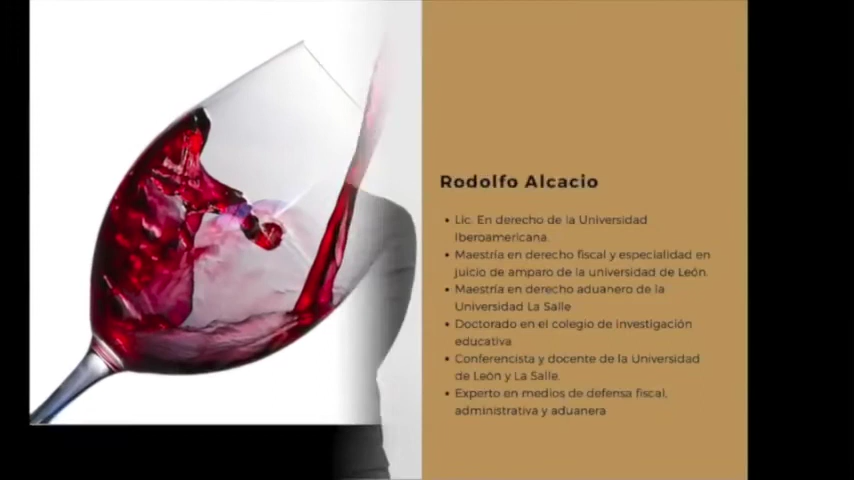 Rodolfo Alcacio
• Lic. En derecho de la Universidad
Iberoamericana.
• Maestría en derecho fiscal y especialidad en
juicio de amparo de la universidad de León.
• Maestría en derecho aduanero de la
Universidad La Salle
• Doctorado en el colegio de investigación
educativa
• Conferencista y docente de la Universidad
de León y La Salle.
• Experto en medios de defensa fiscal,
administrativa y aduanera